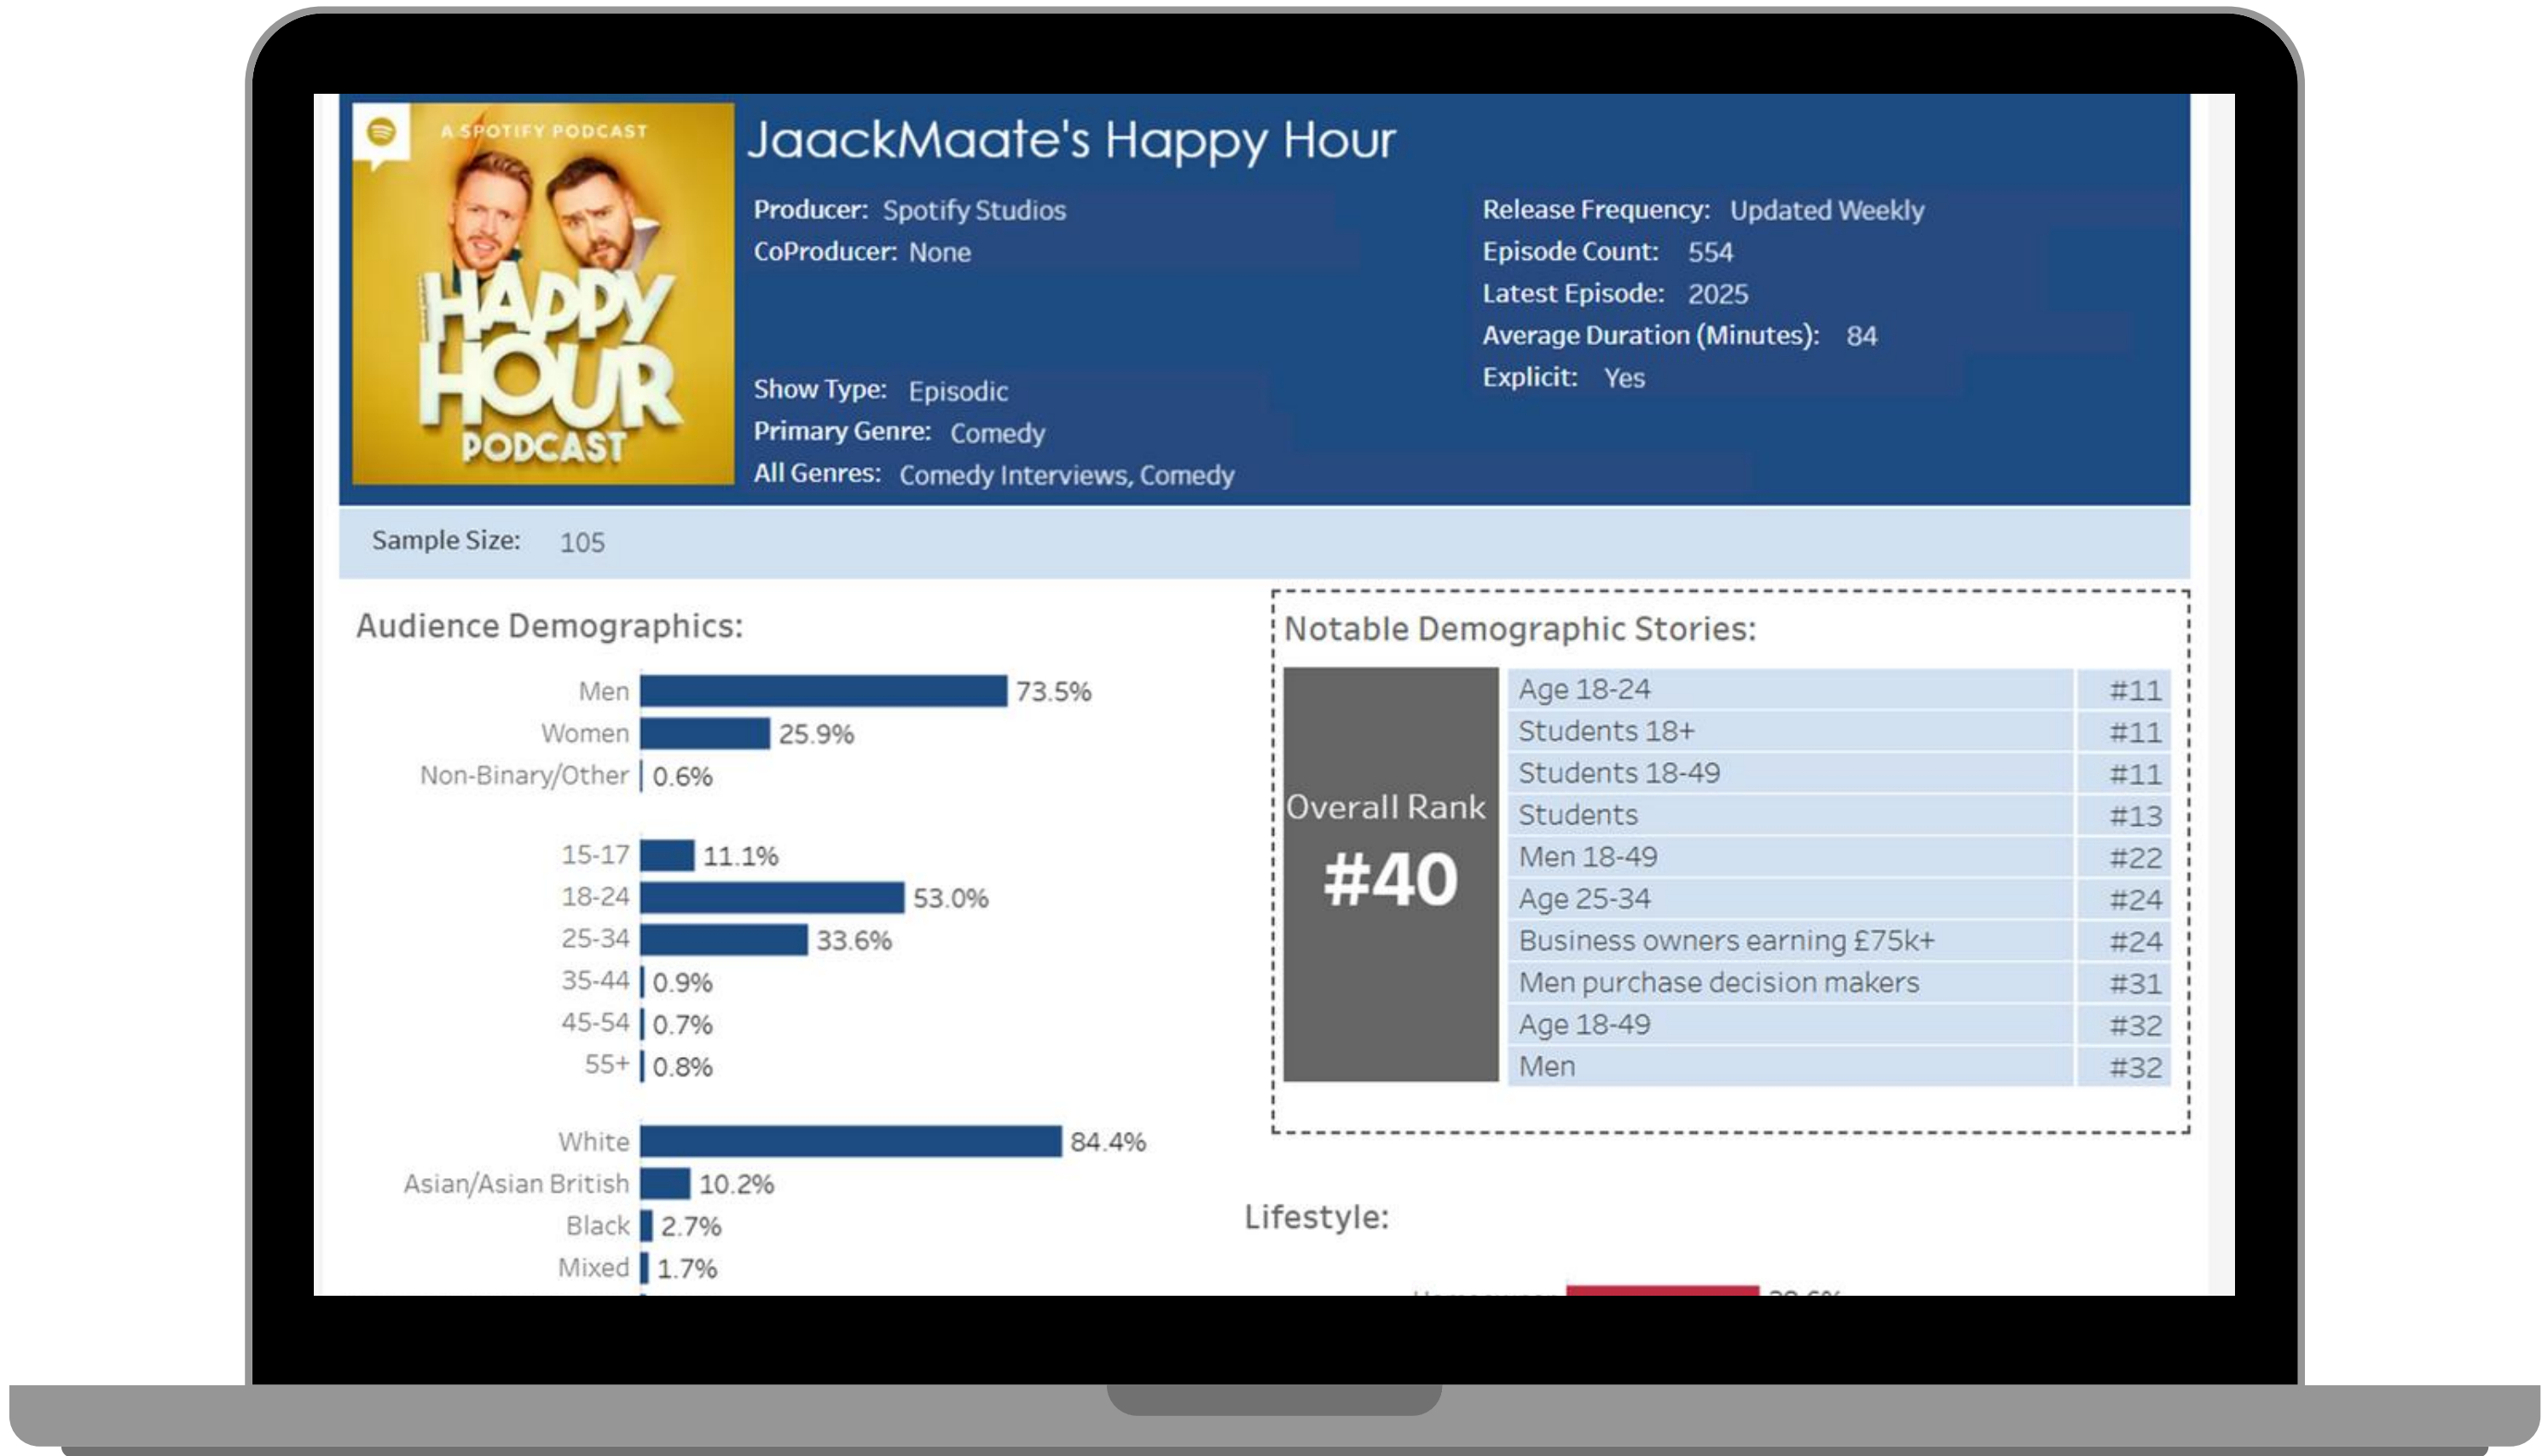 A SPOTIFY PODCAST
HAPPY
HOUR
PODCAST
JaackMaate's Happy Hour
Producer: Spotify Studios
CoProducer: None
Show Type: Episodic
Primary Genre: Comedy
All Genres: Comedy Interviews, Comedy
Release Frequency: Updated Weekly
Episode Count: 554
Latest Episode: 2025
Average Duration (Minutes): 84
Explicit: Yes
Sample Size: 105
Audience Demographics:
Men 73.5%
Women 25.9%
Non-Binary/Other 0.6%
15-17 11.1%
18-24 53.0%
25-34 33.6%
35-44 0.9%
45-54 0.7%
55+ 0.8%
White 84.4%
Asian/Asian British 10.2%
Black 2.7%
Mixed 1.7%
Notable Demographic Stories:
Overall Rank
#40
Age 18-24 #11
Students 18+ #11
Students 18-49 #11
Students #13
Men 18-49 #22
Age 25-34 #24
Business owners earning £75k+ #24
Men purchase decision makers #31
Age 18-49 #32
Men #32
Lifestyle: